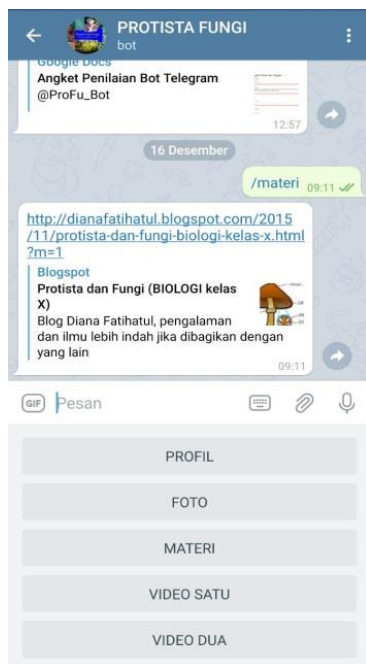 PROTISTA FUNGI
bot
Google Docs
Angket Penilaian Bot Telegram
@ProFu_Bot
12:57
16 Desember
/materi 09:11
http://dianafatihatul.blogspot.com/2015
/11/protista-dan-fungi-biologi-kelas-x.html
?m=1
Blogspot
Protista dan Fungi (BIOLOGI kelas
X)
Blog Diana Fatihatul, pengalaman
dan ilmu lebih indah jika dibagikan dengan
yang lain
09:11
GIF Pesan
PROFIL
FOTO
MATERI
VIDEO SATU
VIDEO DUA